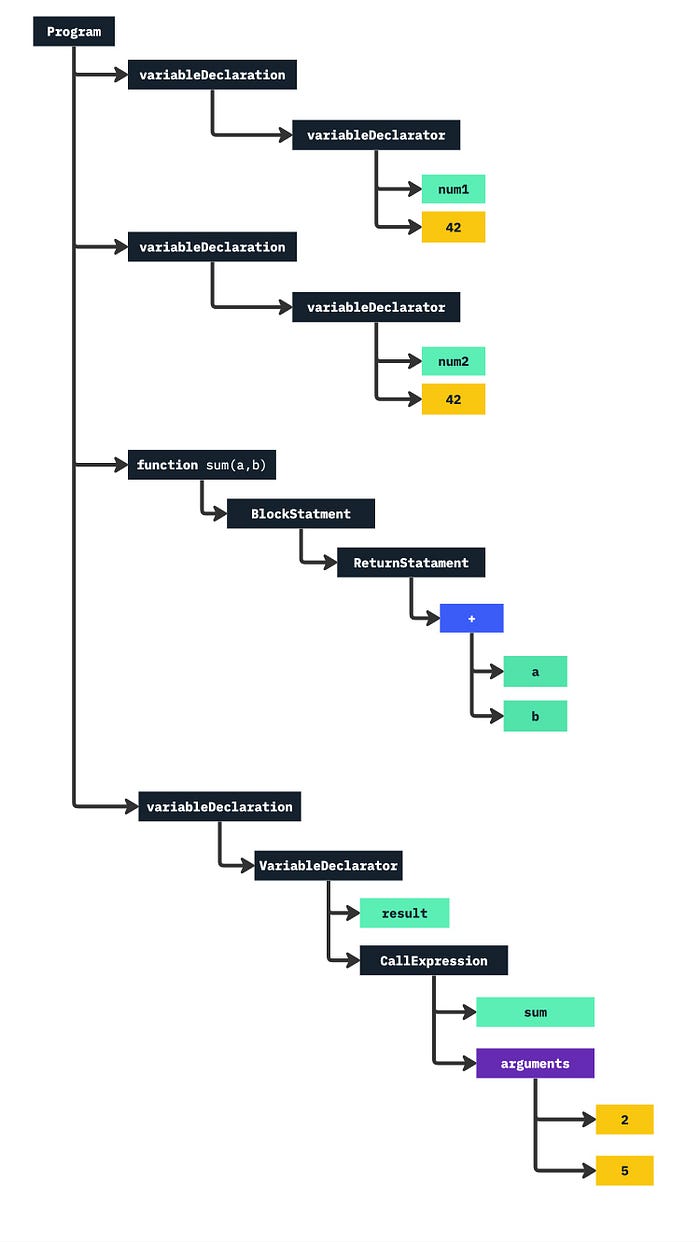 Program
variableDeclaration
variableDeclarator
num1
42
variableDeclaration
variableDeclarator
num2
42
function sum(a,b)
BlockStatment
ReturnStatament
+
a
b
variableDeclaration
VariableDeclarator
result
CallExpression
sum
arguments
2
5